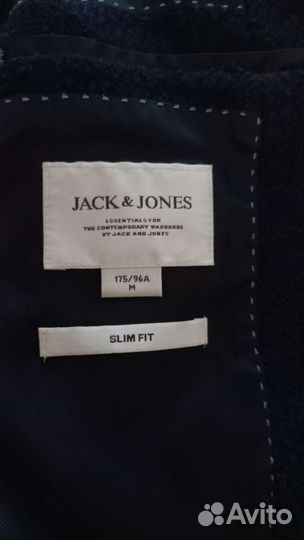 JACK & JONES
ESSENTIALS FOR
THE CONTEMPORARY WARDROBE
BY JACK AND JONES
175/96A
M
SLIM FIT
Avito